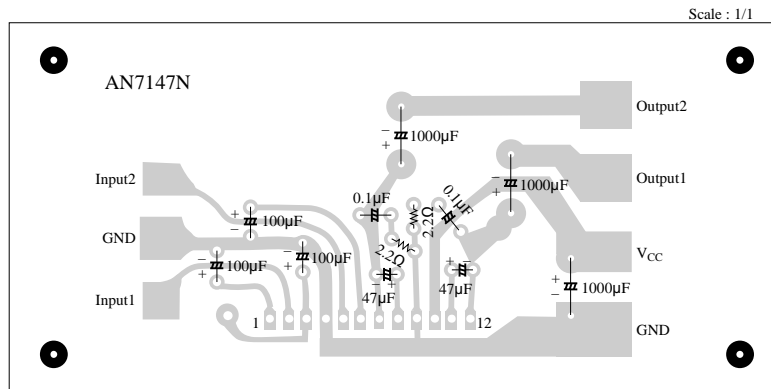 Scale : 1/1
AN7147N
Output2
− + 1000μF
Input2
− + 1000μF
Output1
0.1μF
0.1μF
2.2Ω
+ − 100μF
GND
2.2Ω
− + 100μF
− + 100μF
VCC
− + 47μF
+ − 47μF
+ − 1000μF
Input1
1
12
GND